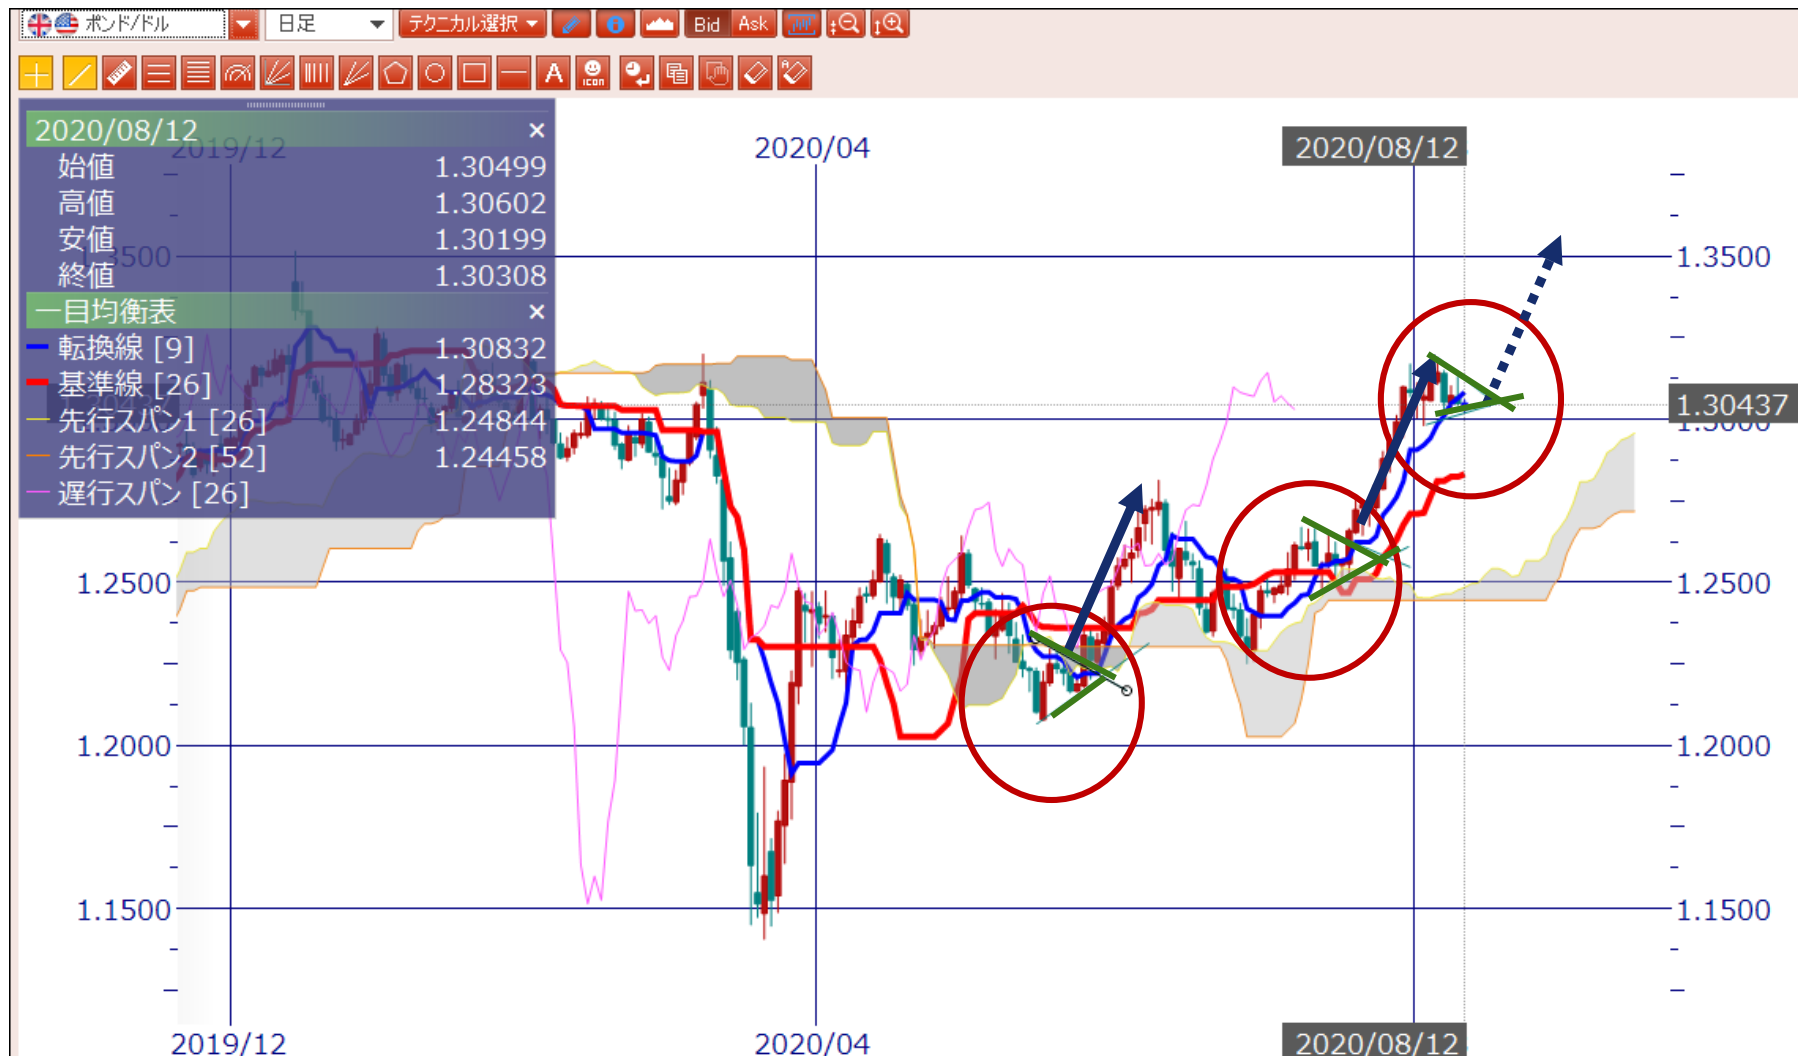 ポンド/ドル 日足 テクニカル選択 Bid Ask
A icon
2020/08/12 ×
始値 1.30499
高値 1.30602
安値 1.30199
終値 1.30308
一目均衡表 ×
転換線 [9] 1.30832
基準線 [26] 1.28323
先行スパン1 [26] 1.24844
先行スパン2 [52] 1.24458
遅行スパン [26]
2019/12 2020/04 2020/08/12
1.3500
1.30437
1.3000
1.2500 1.2500
1.2000 1.2000
1.1500 1.1500
2019/12 2020/04 2020/08/12